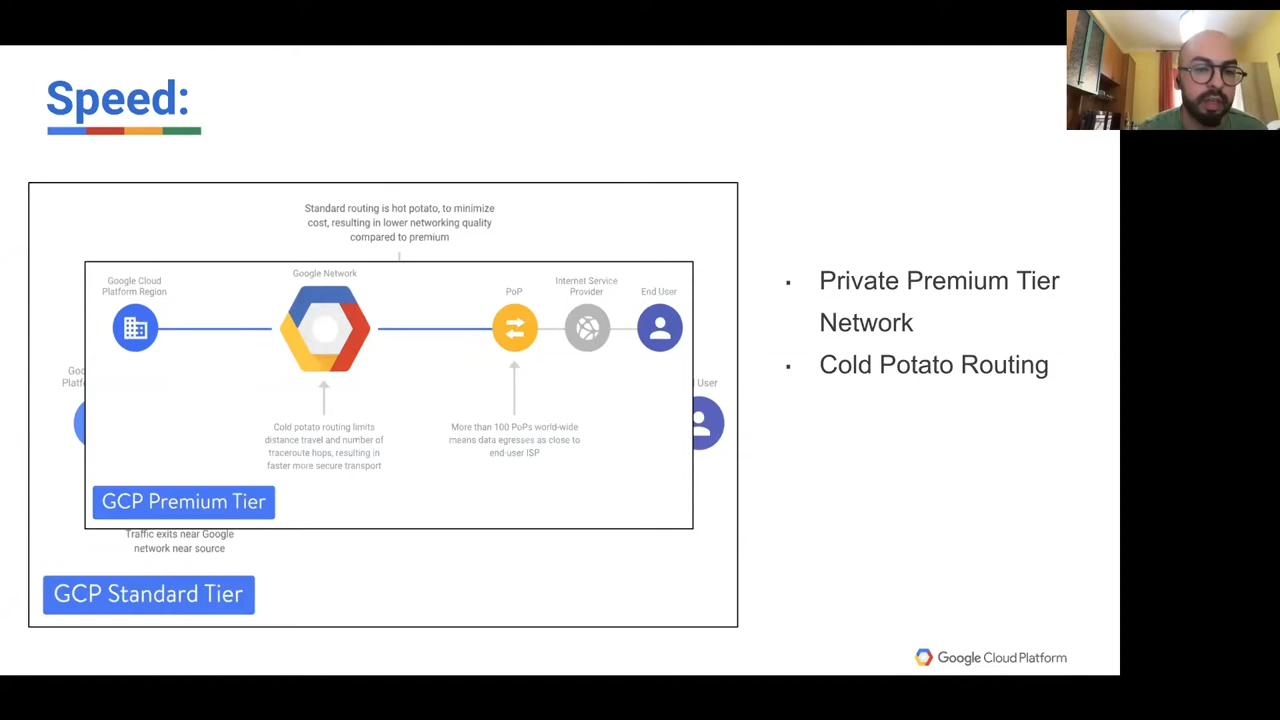 Speed:
Standard routing is hot potato, to minimize
cost, resulting in lower networking quality
compared to premium
Google Cloud
Platform Region
Google Network
PoP
Internet Service
Provider
End User
Cold potato routing limits
distance travel and number of
traceroute hops, resulting in
faster more secure transport
More than 100 PoPs world-wide
means data egresses as close to
end-user ISP
GCP Premium Tier
Goo
Platf
User
Traffic exits near Google
network near source
GCP Standard Tier
▪ Private Premium Tier
Network
▪ Cold Potato Routing
Google Cloud Platform